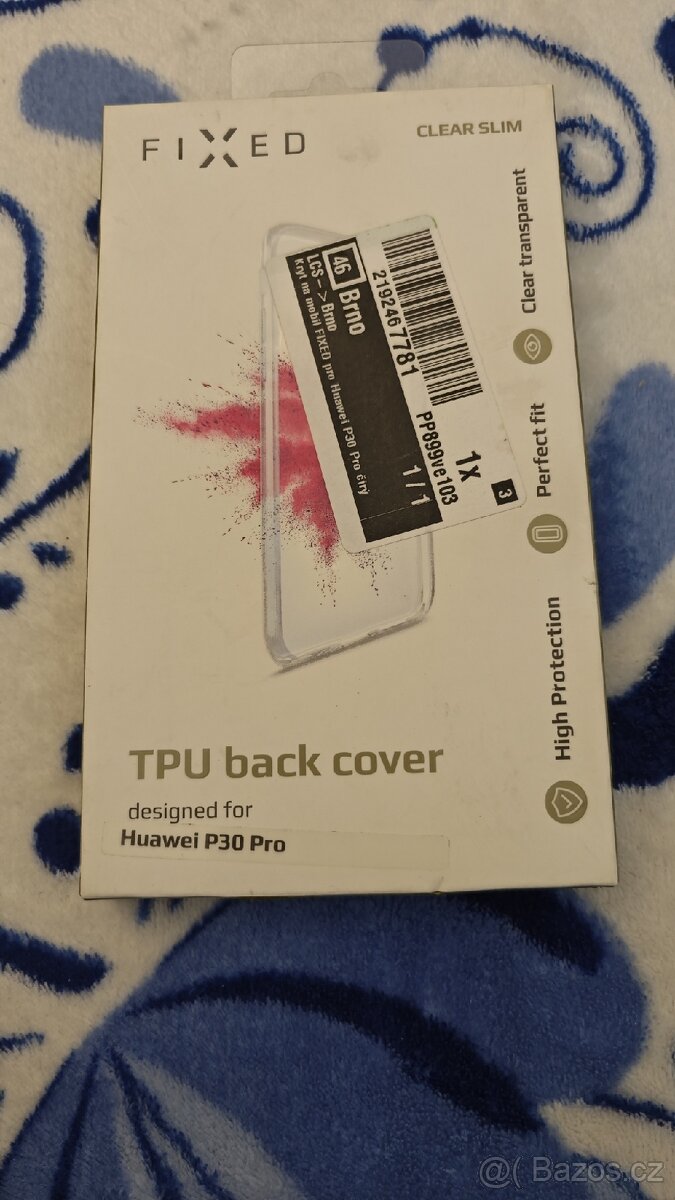 FIXED
CLEAR SLIM
Clear transparent
Perfect fit
High Protection
46 Brno
LCS-->Brno
Kryt na mobil FIXED pro Huawei P30 Pro čirý
1/1
2192467781
PP899ve103
1x
3
TPU back cover
designed for
Huawei P30 Pro
@( Bazos.cz